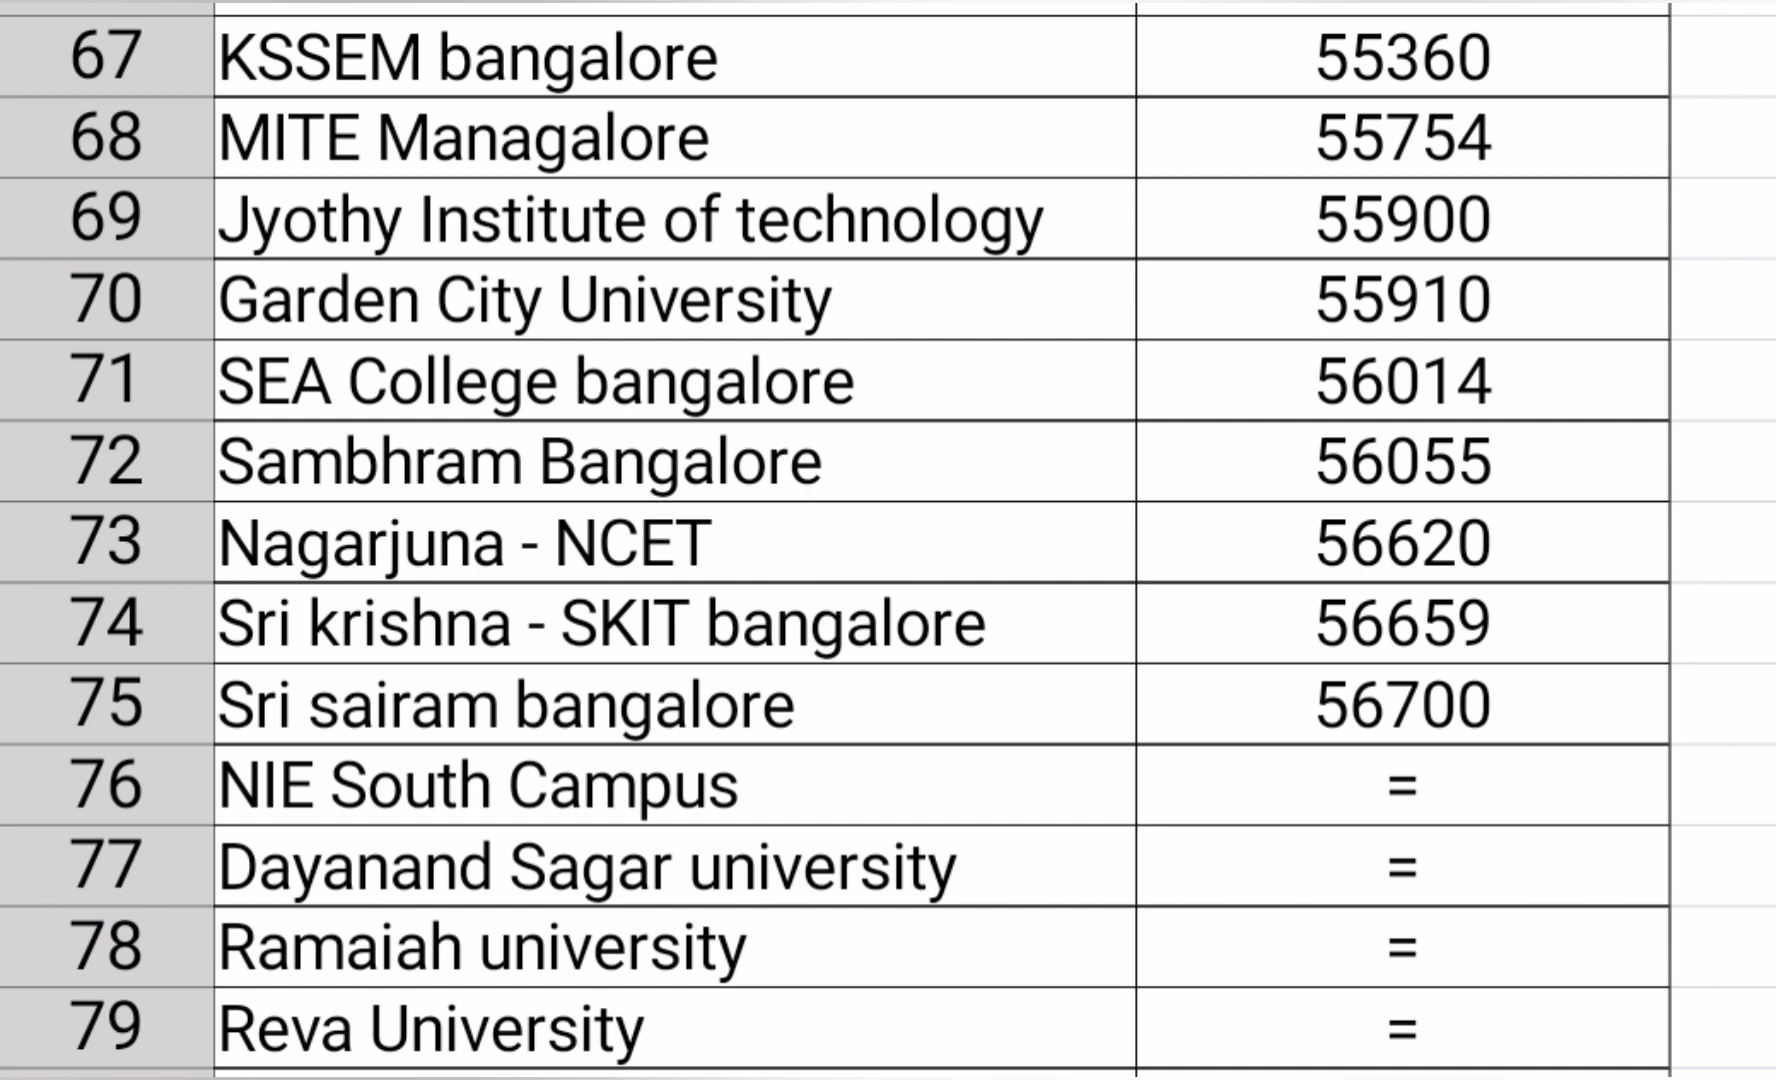 67 KSSEM bangalore 55360
68 MITE Managalore 55754
69 Jyothy Institute of technology 55900
70 Garden City University 55910
71 SEA College bangalore 56014
72 Sambhram Bangalore 56055
73 Nagarjuna - NCET 56620
74 Sri krishna - SKIT bangalore 56659
75 Sri sairam bangalore 56700
76 NIE South Campus =
77 Dayanand Sagar university =
78 Ramaiah university =
79 Reva University =